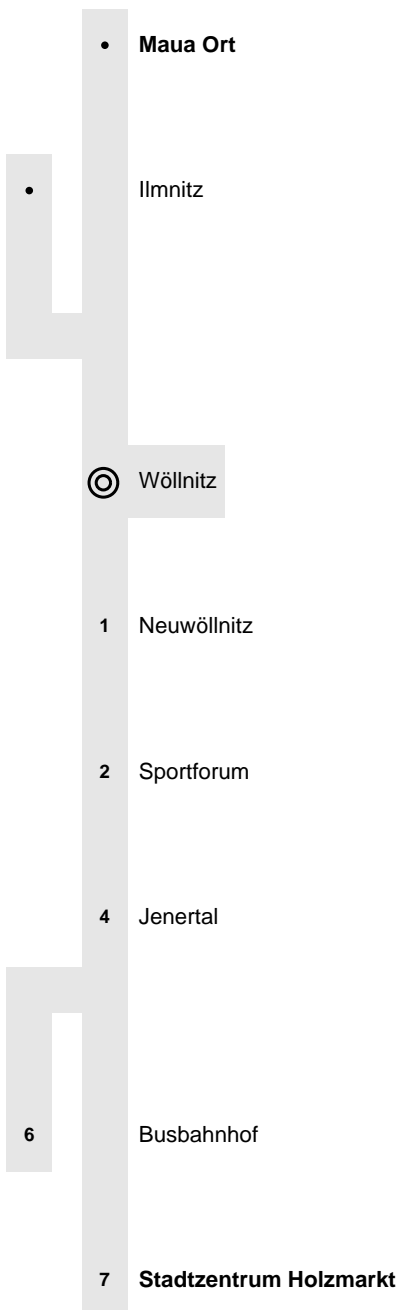 Maua Ort
Ilmnitz
Wöllnitz
1 Neuwöllnitz
2 Sportforum
4 Jenertal
6 Busbahnhof
7 Stadtzentrum Holzmarkt